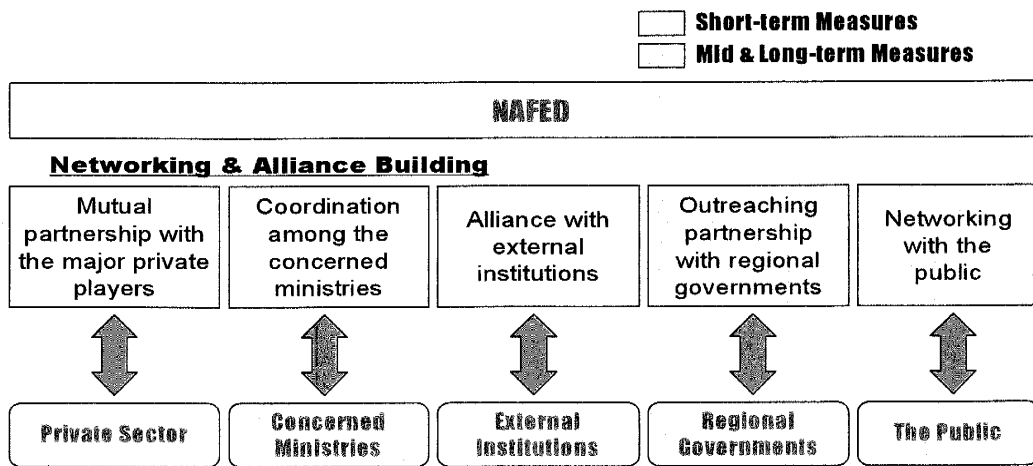 Short-term Measures
Mid & Long-term Measures
NAFED
Networking & Alliance Building
Mutual
partnership with
the major private
players
Coordination
among the
concerned
ministries
Alliance with
external
institutions
Outreaching
partnership
with regional
governments
Networking
with the
public
Private Sector
Concerned
Ministries
External
Institutions
Regional
Governments
The Public